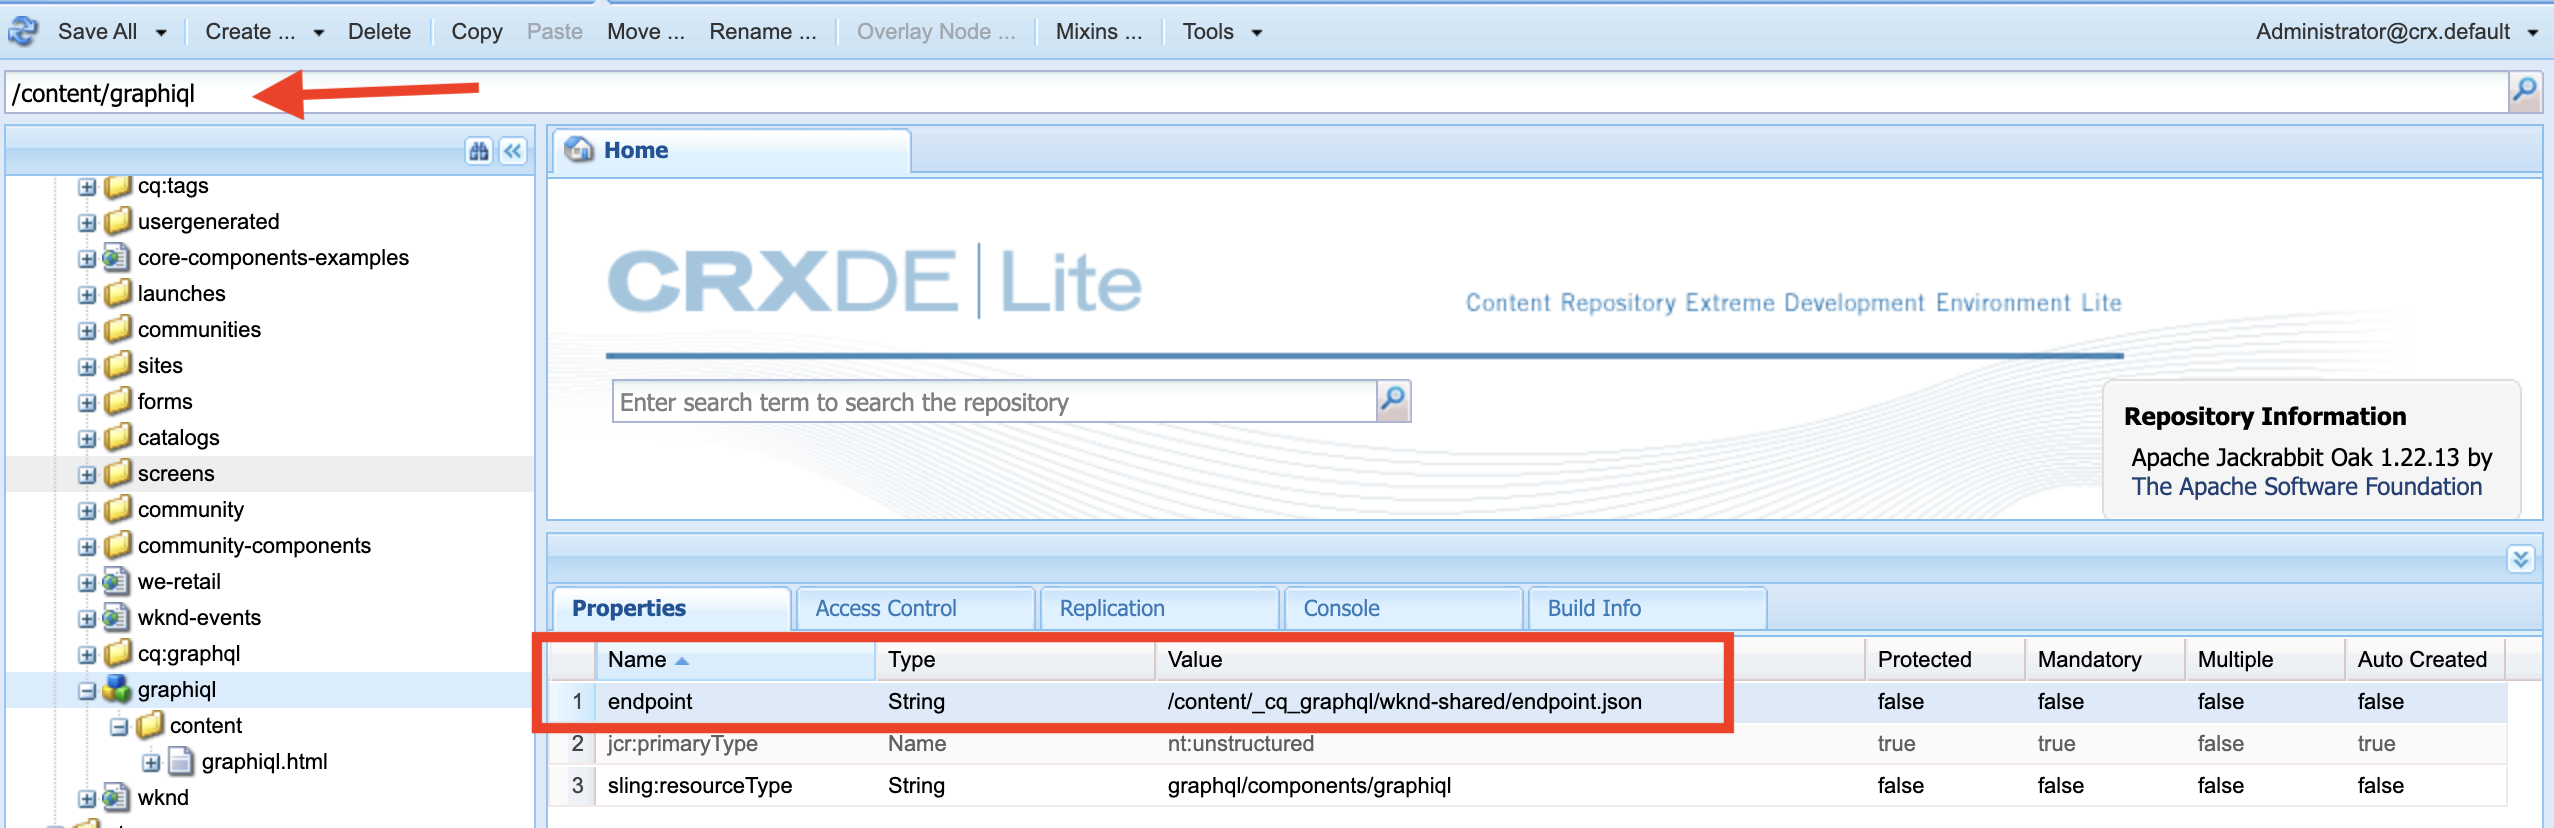 Save All Create ... Delete Copy Paste Move ... Rename ... Overlay Node ... Mixins ... Tools Administrator@crx.default
/content/graphiql
cq:tags
usergenerated
core-components-examples
launches
communities
sites
forms
catalogs
screens
community
community-components
we-retail
wknd-events
cq:graphql
graphiql
content
graphiql.html
wknd
Home
CRXDE Lite
Content Repository Extreme Development Environment Lite
Enter search term to search the repository
Repository Information
Apache Jackrabbit Oak 1.22.13 by
The Apache Software Foundation
Properties Access Control Replication Console Build Info
Name Type Value Protected Mandatory Multiple Auto Created
1 endpoint String /content/_cq_graphql/wknd-shared/endpoint.json false false false false
2 jcr:primaryType Name nt:unstructured true true false true
3 sling:resourceType String graphql/components/graphiql false false false false